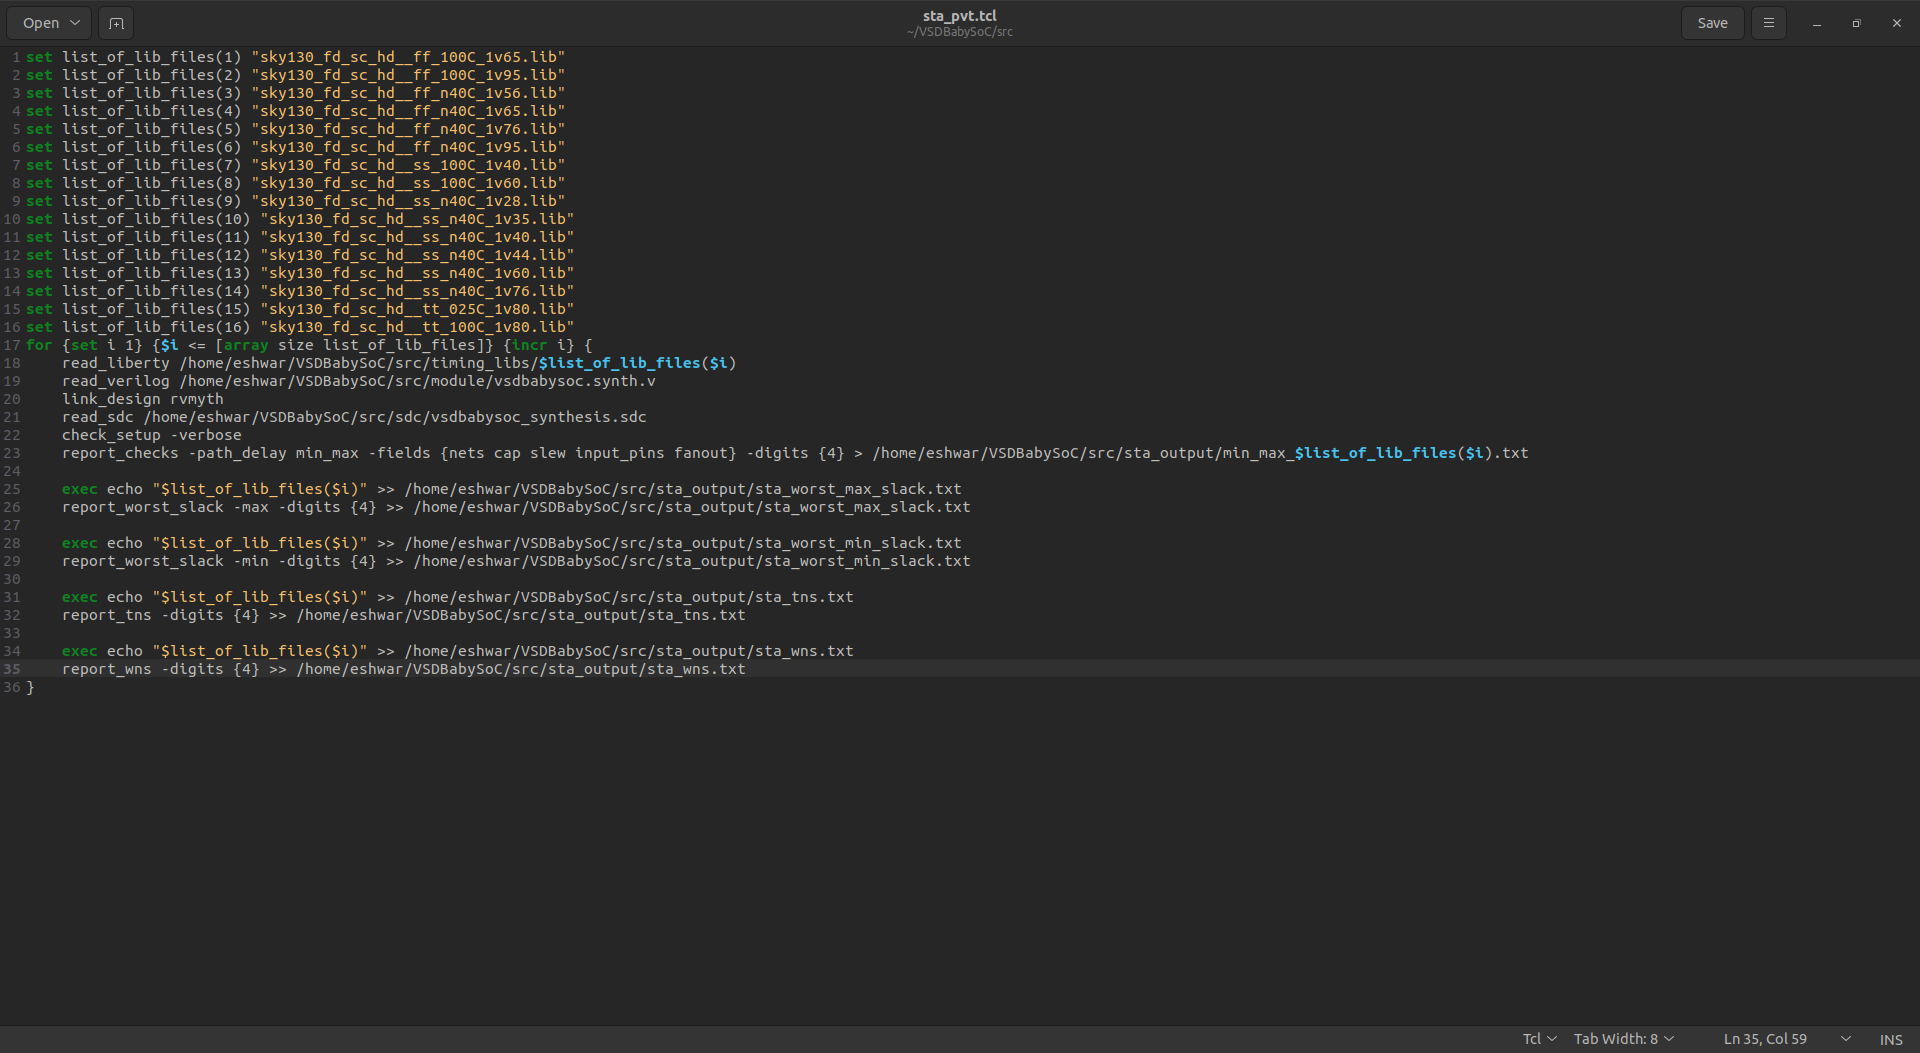 Open
sta_pvt.tcl
~/VSDBabySoC/src
Save
1 set list_of_lib_files(1) "sky130_fd_sc_hd__ff_100C_1v65.lib"
2 set list_of_lib_files(2) "sky130_fd_sc_hd__ff_100C_1v95.lib"
3 set list_of_lib_files(3) "sky130_fd_sc_hd__ff_n40C_1v56.lib"
4 set list_of_lib_files(4) "sky130_fd_sc_hd__ff_n40C_1v65.lib"
5 set list_of_lib_files(5) "sky130_fd_sc_hd__ff_n40C_1v76.lib"
6 set list_of_lib_files(6) "sky130_fd_sc_hd__ff_n40C_1v95.lib"
7 set list_of_lib_files(7) "sky130_fd_sc_hd__ss_100C_1v40.lib"
8 set list_of_lib_files(8) "sky130_fd_sc_hd__ss_100C_1v60.lib"
9 set list_of_lib_files(9) "sky130_fd_sc_hd__ss_n40C_1v28.lib"
10 set list_of_lib_files(10) "sky130_fd_sc_hd__ss_n40C_1v35.lib"
11 set list_of_lib_files(11) "sky130_fd_sc_hd__ss_n40C_1v40.lib"
12 set list_of_lib_files(12) "sky130_fd_sc_hd__ss_n40C_1v44.lib"
13 set list_of_lib_files(13) "sky130_fd_sc_hd__ss_n40C_1v60.lib"
14 set list_of_lib_files(14) "sky130_fd_sc_hd__ss_n40C_1v76.lib"
15 set list_of_lib_files(15) "sky130_fd_sc_hd__tt_025C_1v80.lib"
16 set list_of_lib_files(16) "sky130_fd_sc_hd__tt_100C_1v80.lib"
17 for {set i 1} {$i <= [array size list_of_lib_files]} {incr i} {
18     read_liberty /home/eshwar/VSDBabySoC/src/timing_libs/$list_of_lib_files($i)
19     read_verilog /home/eshwar/VSDBabySoC/src/module/vsdbabysoc.synth.v
20     link_design rvmyth
21     read_sdc /home/eshwar/VSDBabySoC/src/sdc/vsdbabysoc_synthesis.sdc
22     check_setup -verbose
23     report_checks -path_delay min_max -fields {nets cap slew input_pins fanout} -digits {4} > /home/eshwar/VSDBabySoC/src/sta_output/min_max_$list_of_lib_files($i).txt
24
25     exec echo "$list_of_lib_files($i)" >> /home/eshwar/VSDBabySoC/src/sta_output/sta_worst_max_slack.txt
26     report_worst_slack -max -digits {4} >> /home/eshwar/VSDBabySoC/src/sta_output/sta_worst_max_slack.txt
27
28     exec echo "$list_of_lib_files($i)" >> /home/eshwar/VSDBabySoC/src/sta_output/sta_worst_min_slack.txt
29     report_worst_slack -min -digits {4} >> /home/eshwar/VSDBabySoC/src/sta_output/sta_worst_min_slack.txt
30
31     exec echo "$list_of_lib_files($i)" >> /home/eshwar/VSDBabySoC/src/sta_output/sta_tns.txt
32     report_tns -digits {4} >> /home/eshwar/VSDBabySoC/src/sta_output/sta_tns.txt
33
34     exec echo "$list_of_lib_files($i)" >> /home/eshwar/VSDBabySoC/src/sta_output/sta_wns.txt
35     report_wns -digits {4} >> /home/eshwar/VSDBabySoC/src/sta_output/sta_wns.txt
36 }
Tcl Tab Width: 8 Ln 35, Col 59 INS